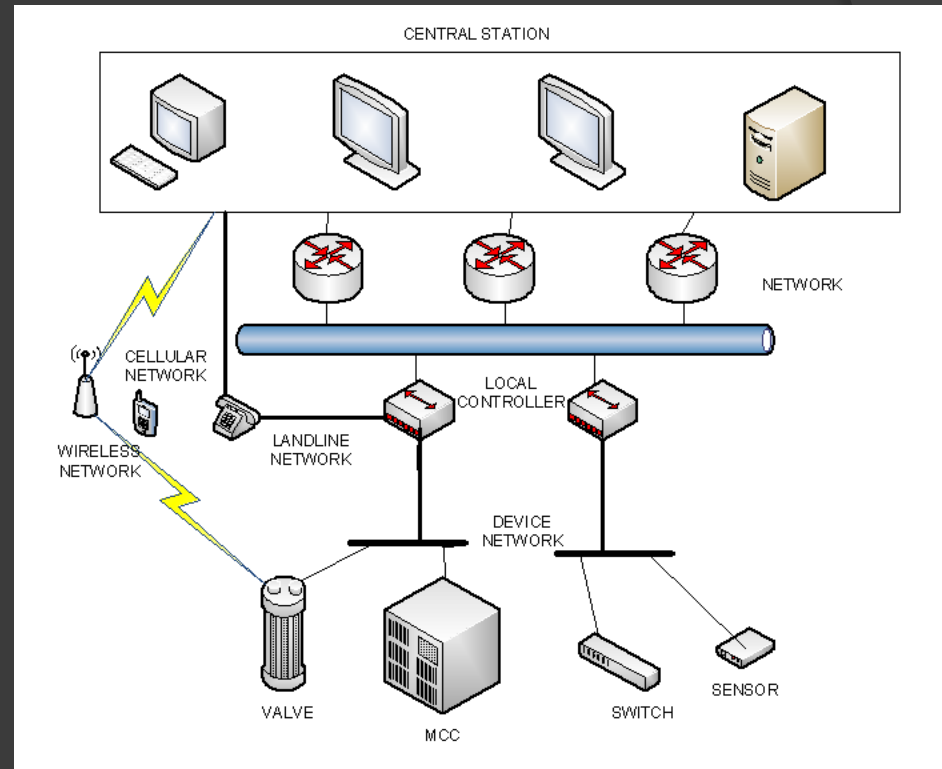 CENTRAL STATION
NETWORK
CELLULAR
NETWORK
LOCAL
CONTROLLER
WIRELESS
NETWORK
LANDLINE
NETWORK
DEVICE
NETWORK
VALVE
MCC
SWITCH
SENSOR